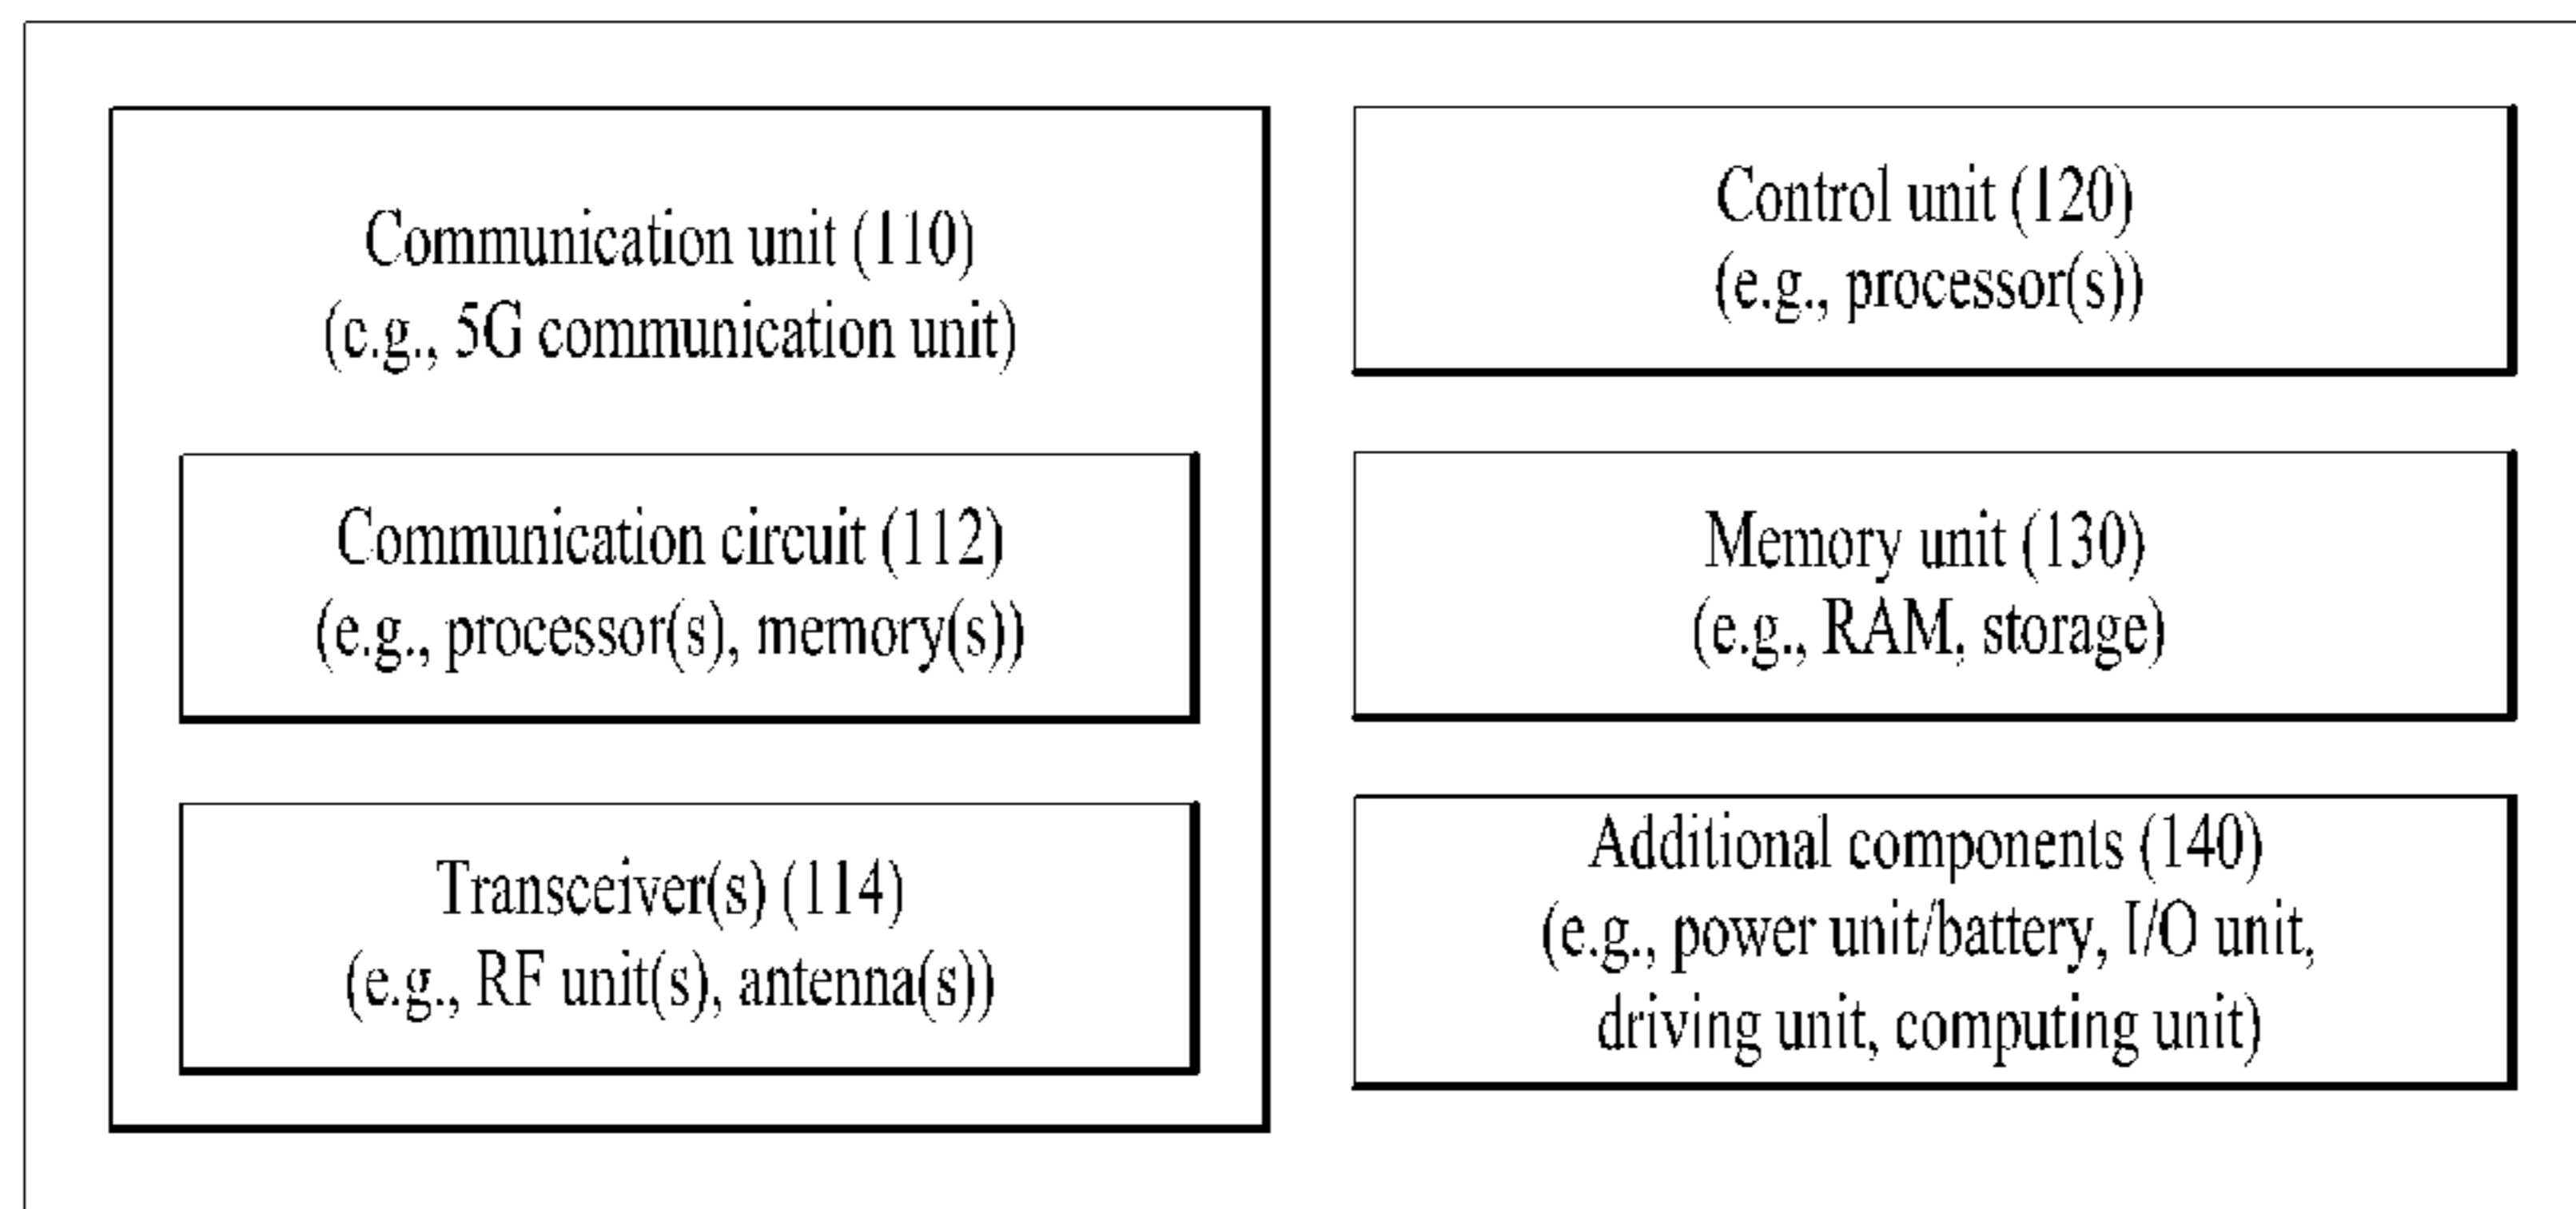 Communication unit (110)
(e.g., 5G communication unit)
Communication circuit (112)
(e.g., processor(s), memory(s))
Transceiver(s) (114)
(e.g., RF unit(s), antenna(s))
Control unit (120)
(e.g., processor(s))
Memory unit (130)
(e.g., RAM, storage)
Additional components (140)
(e.g., power unit/battery, I/O unit,
driving unit, computing unit)